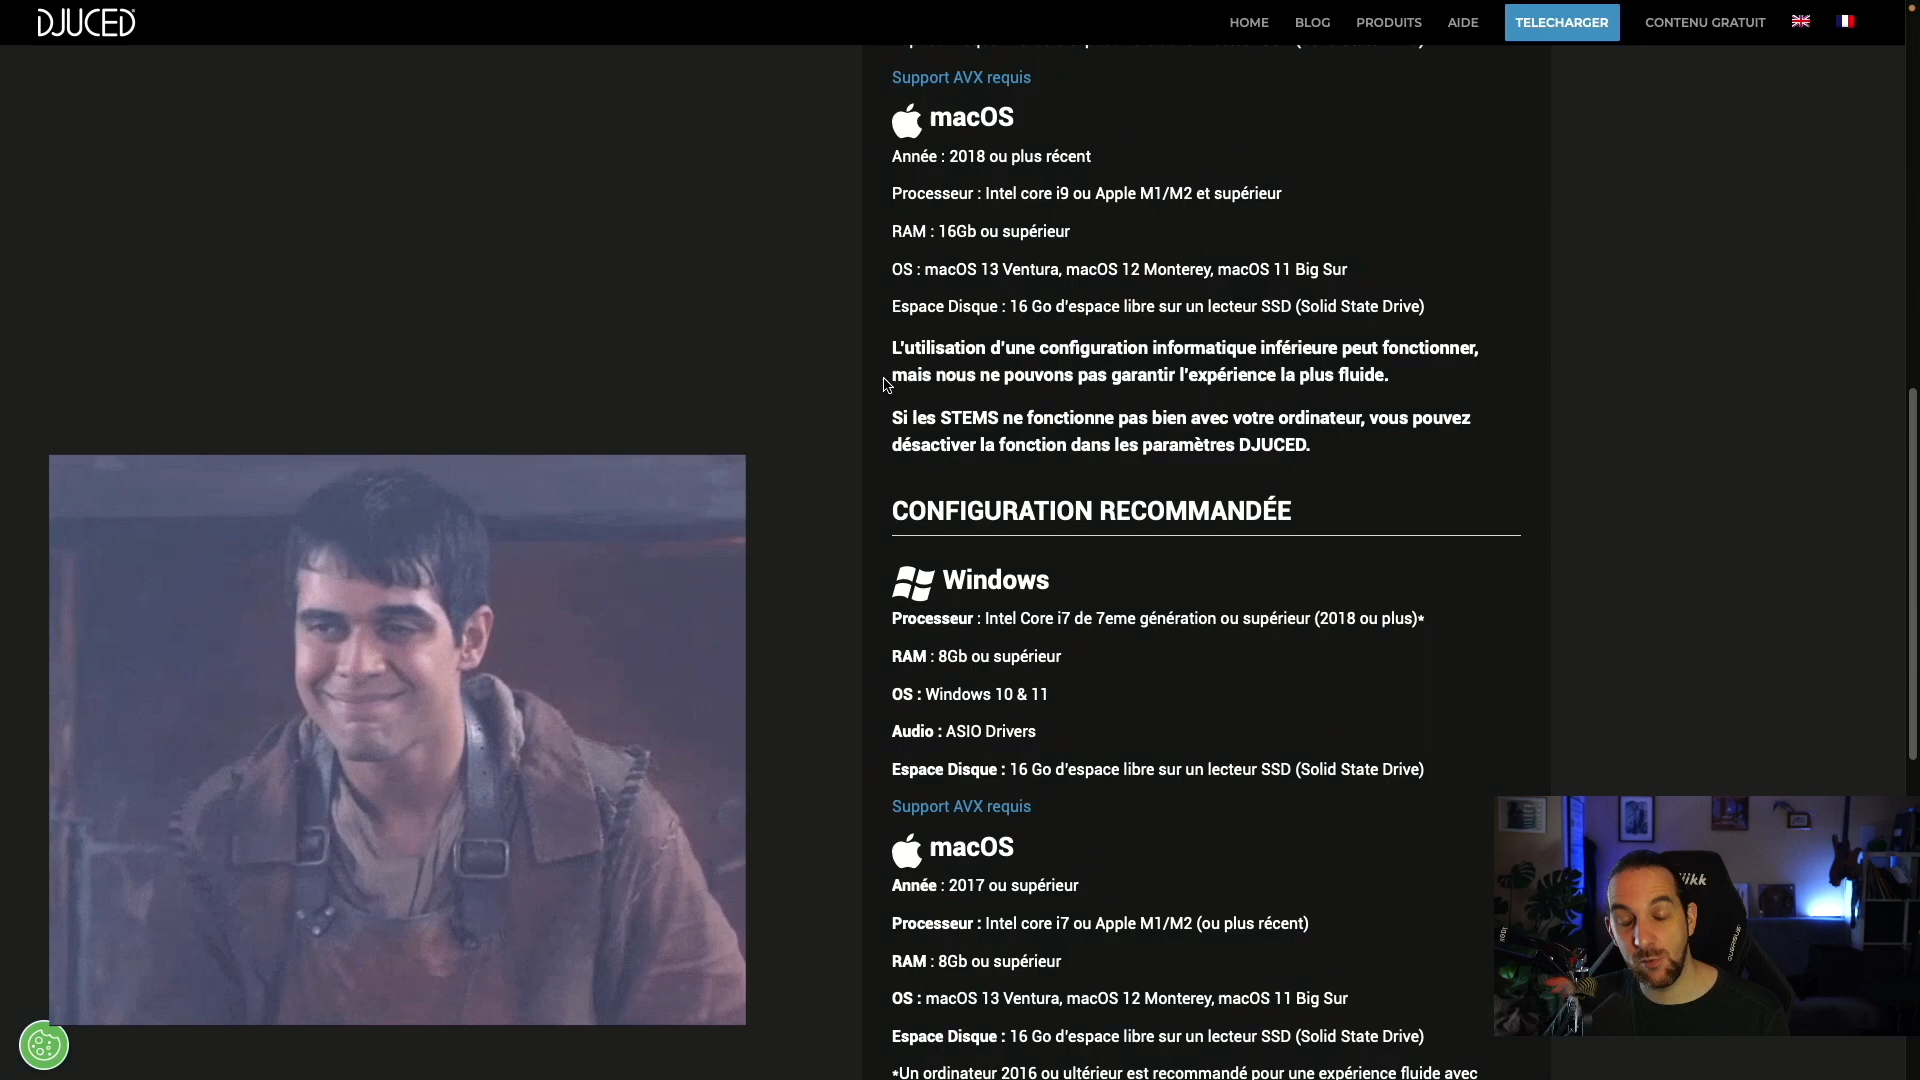 DJUCED
HOME BLOG PRODUITS AIDE TELECHARGER CONTENU GRATUIT
Support AVX requis
macOS
Année : 2018 ou plus récent
Processeur : Intel core i9 ou Apple M1/M2 et supérieur
RAM : 16Gb ou supérieur
OS : macOS 13 Ventura, macOS 12 Monterey, macOS 11 Big Sur
Espace Disque : 16 Go d'espace libre sur un lecteur SSD (Solid State Drive)
L'utilisation d'une configuration informatique inférieure peut fonctionner,
mais nous ne pouvons pas garantir l'expérience la plus fluide.
Si les STEMS ne fonctionne pas bien avec votre ordinateur, vous pouvez
désactiver la fonction dans les paramètres DJUCED.
CONFIGURATION RECOMMANDÉE
Windows
Processeur : Intel Core i7 de 7eme génération ou supérieur (2018 ou plus)*
RAM : 8Gb ou supérieur
OS : Windows 10 & 11
Audio : ASIO Drivers
Espace Disque : 16 Go d'espace libre sur un lecteur SSD (Solid State Drive)
Support AVX requis
macOS
Année : 2017 ou supérieur
Processeur : Intel core i7 ou Apple M1/M2 (ou plus récent)
RAM : 8Gb ou supérieur
OS : macOS 13 Ventura, macOS 12 Monterey, macOS 11 Big Sur
Espace Disque : 16 Go d'espace libre sur un lecteur SSD (Solid State Drive)
*Un ordinateur 2016 ou ultérieur est recommandé pour une expérience fluide avec